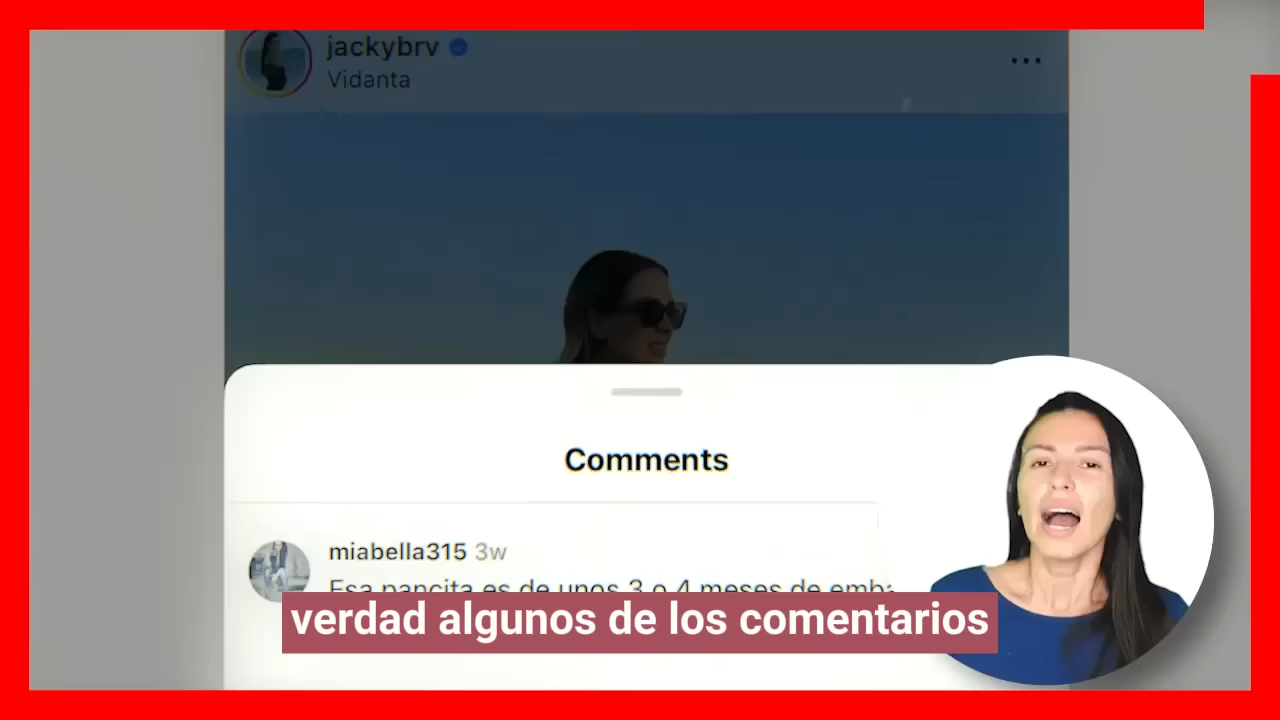 jackybrv
Vidanta
Comments
miabella315 3w
Esa pancita es de unos 3 o 4 meses de
verdad algunos de los comentarios